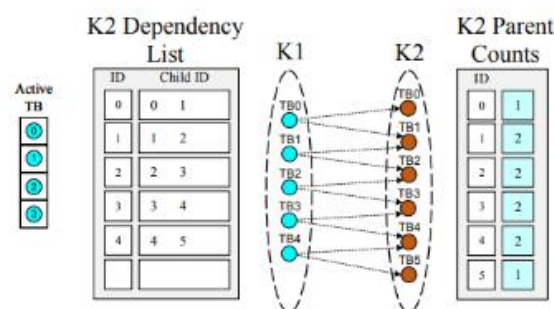 K2 Dependency List
K1
K2
K2 Parent Counts
Active TB
0
1
2
3
ID Child ID
0 0 1
1 1 2
2 2 3
3 3 4
4 4 5
TB0
TB1
TB2
TB3
TB4
TB0
TB1
TB2
TB3
TB4
TB5
ID
0 1
1 2
2 2
3 2
4 2
5 1